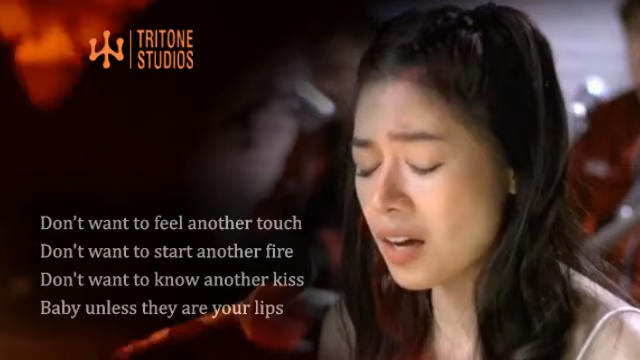 TRITONE
STUDIOS
Don't want to feel another touch
Don't want to start another fire
Don't want to know another kiss
Baby unless they are your lips